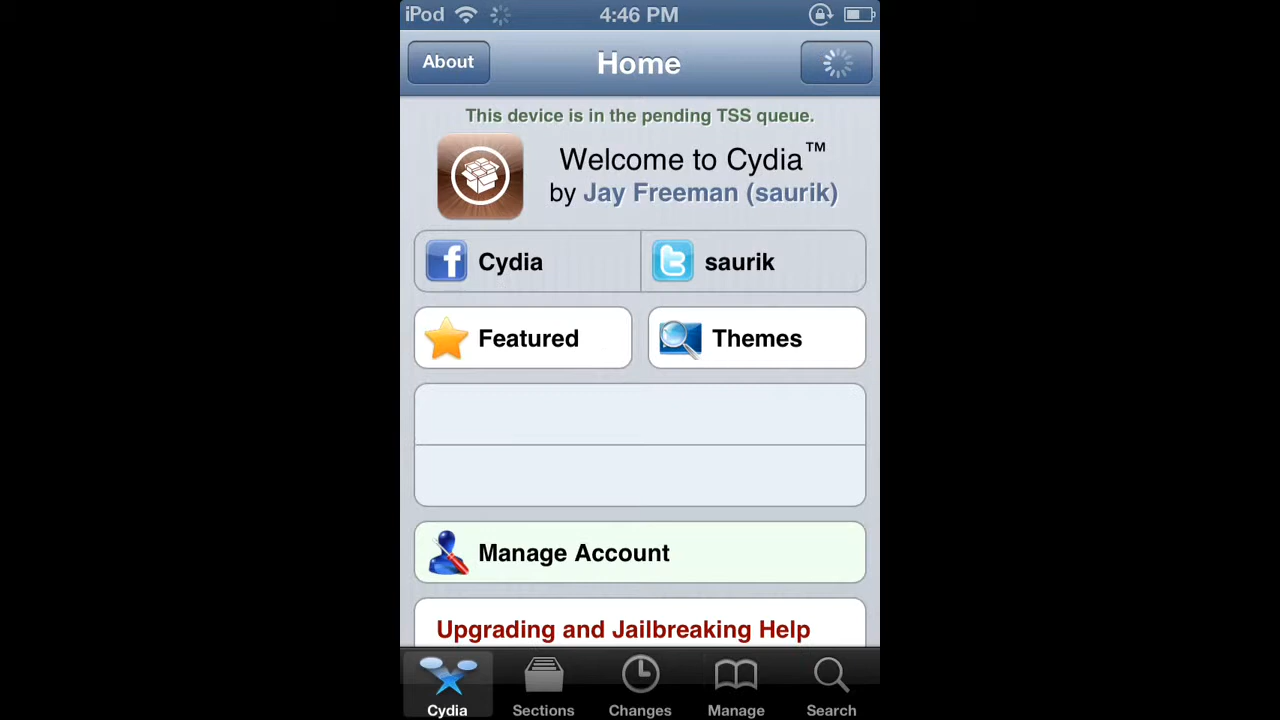 iPod 4:46 PM
About Home
This device is in the pending TSS queue.
Welcome to Cydia™
by Jay Freeman (saurik)
Cydia saurik
Featured Themes
Manage Account
Upgrading and Jailbreaking Help
Cydia Sections Changes Manage Search